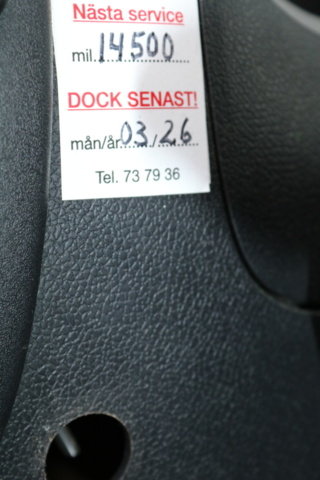 Nästa service
mil.14500
DOCK SENAST!
mån/år.03/26
Tel. 73 79 36